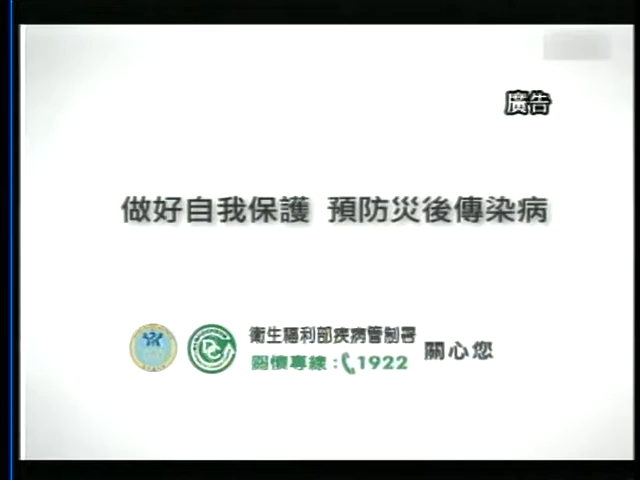 廣告
做好自我保護 預防災後傳染病
衛生福利部疾病管制署
關懷專線：1922
關心您